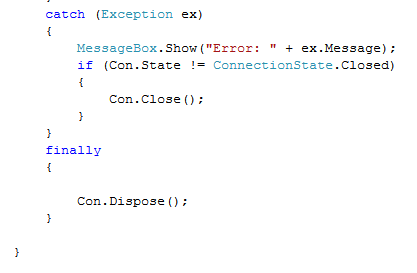 catch (Exception ex)
{
MessageBox.Show("Error: " + ex.Message);
if (Con.State != ConnectionState.Closed)
{
Con.Close();
}
}
finally
{
Con.Dispose();
}
}